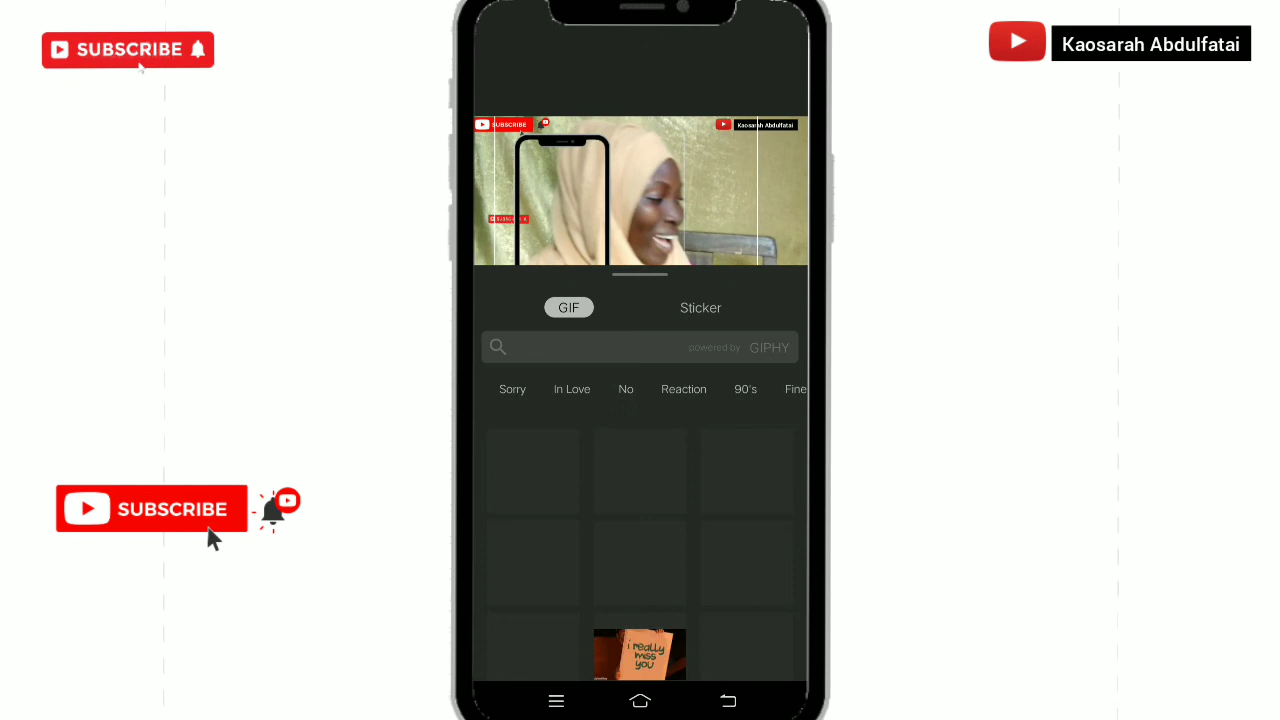 SUBSCRIBE
Kaosarah Abdulfatai
SUBSCRIBE
Kaosarah Abdulfatai
SUBSCRIBE
GIF
Sticker
powered by GIPHY
Sorry
In Love
No
Reaction
90's
Fine
SUBSCRIBE
i really
miss
you